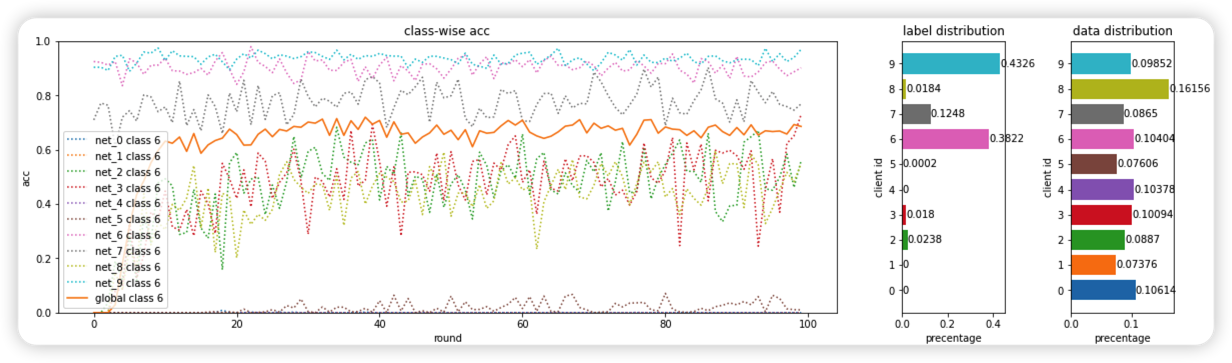 class-wise acc
1.0
0.8
0.6
0.4
0.2
0.0
acc
net_0 class 6
net_1 class 6
net_2 class 6
net_3 class 6
net_4 class 6
net_5 class 6
net_6 class 6
net_7 class 6
net_8 class 6
net_9 class 6
global class 6
0 20 40 60 80 100
round
label distribution
client id
9 0.4326
8 0.0184
7 0.1248
6 0.3822
5 0.0002
4 0
3 0.018
2 0.0238
1 0
0 0
0.0 0.2 0.4
precentage
data distribution
client id
9 0.09852
8 0.16156
7 0.0865
6 0.10404
5 0.07606
4 0.10378
3 0.10094
2 0.0887
1 0.07376
0 0.10614
0.0 0.1
precentage